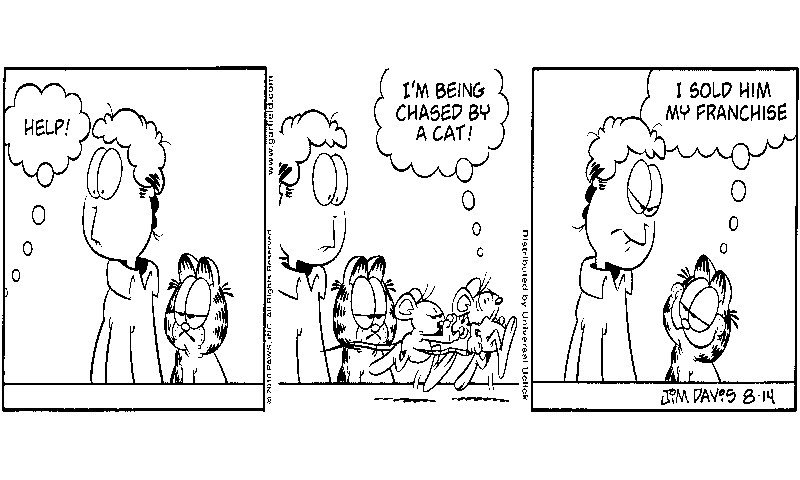 HELP!
www.garfield.com
© 2010 PAWS, INC. All Rights Reserved.
I'M BEING
CHASED BY
A CAT!
Distributed by Universal Uclick
I SOLD HIM
MY FRANCHISE
JIM DAVIS 8-14